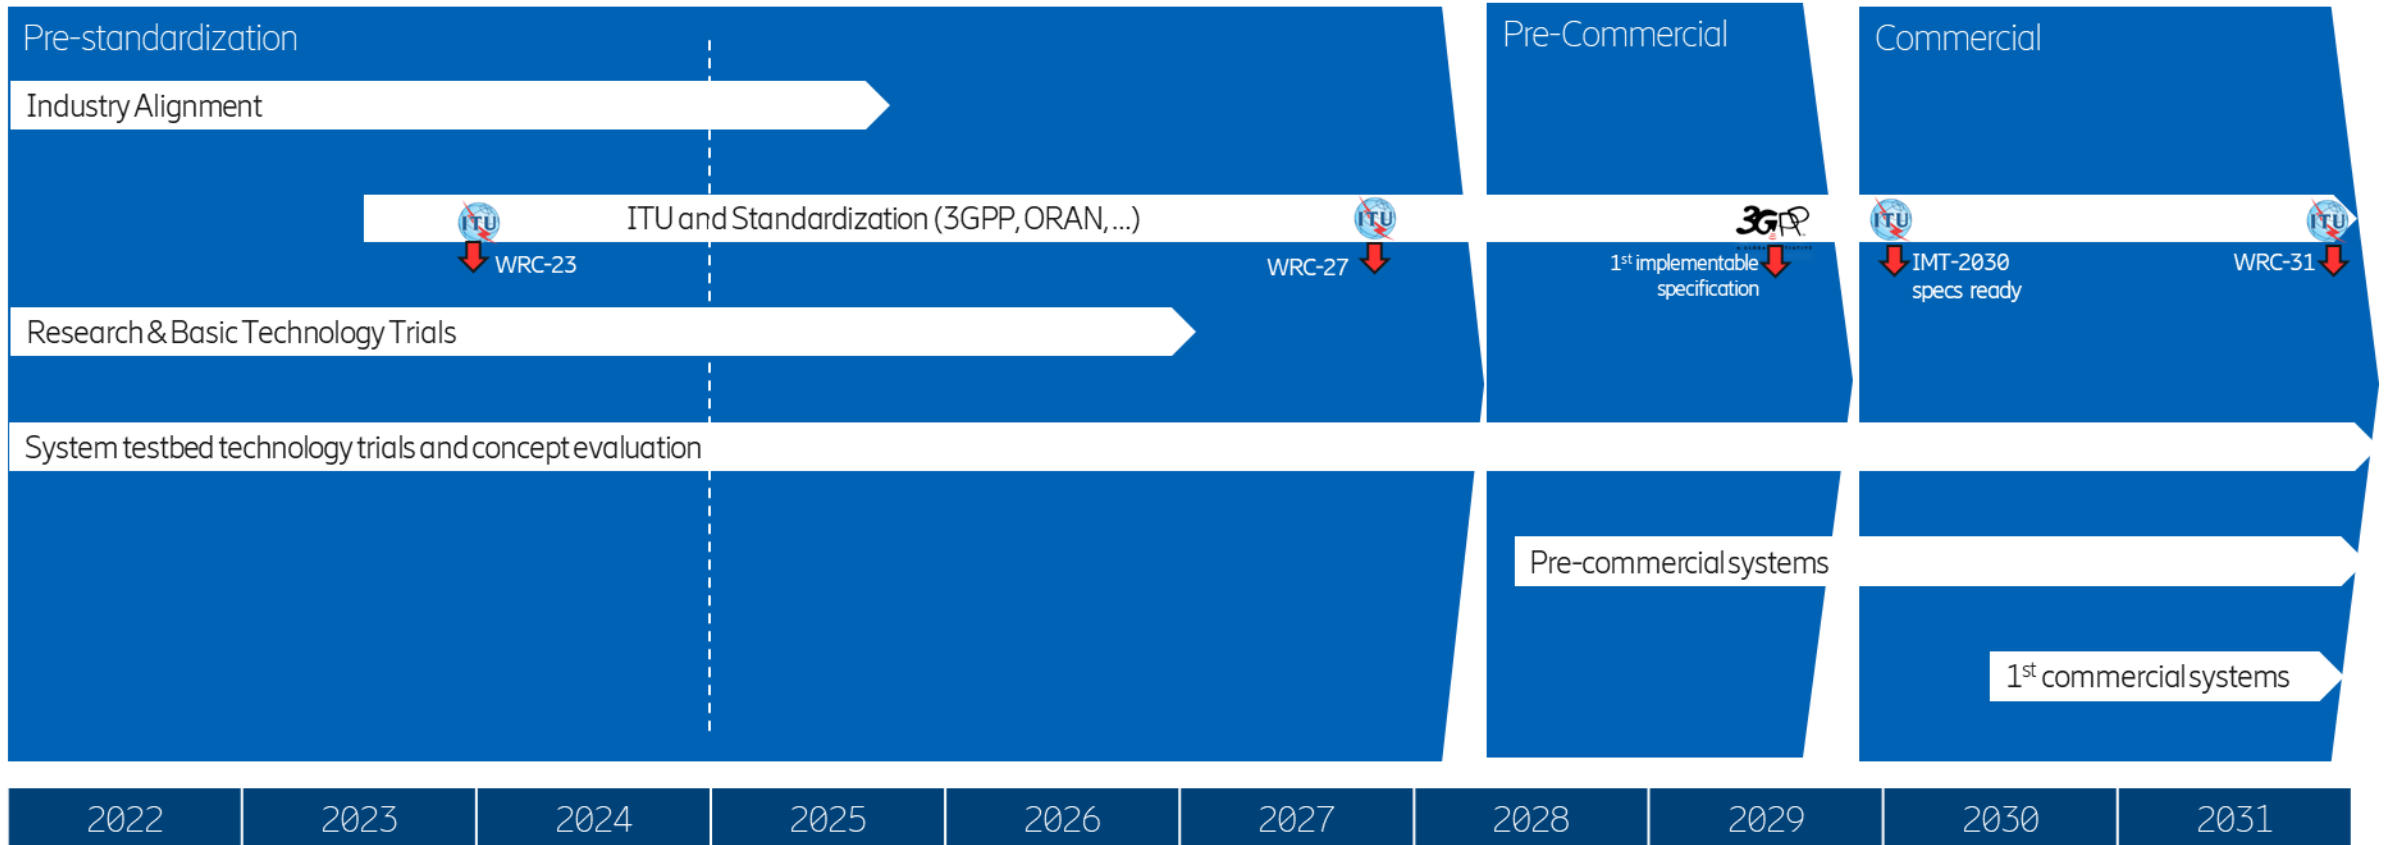 Pre-standardization
Pre-Commercial
Commercial
Industry Alignment
ITU
ITU and Standardization (3GPP, ORAN, ...)
ITU
3GPP
A GLOBAL INITIATIVE
ITU
ITU
WRC-23
WRC-27
1st implementable
specification
IMT-2030
specs ready
WRC-31
Research & Basic Technology Trials
System testbed technology trials and concept evaluation
Pre-commercial systems
1st commercial systems
2022
2023
2024
2025
2026
2027
2028
2029
2030
2031